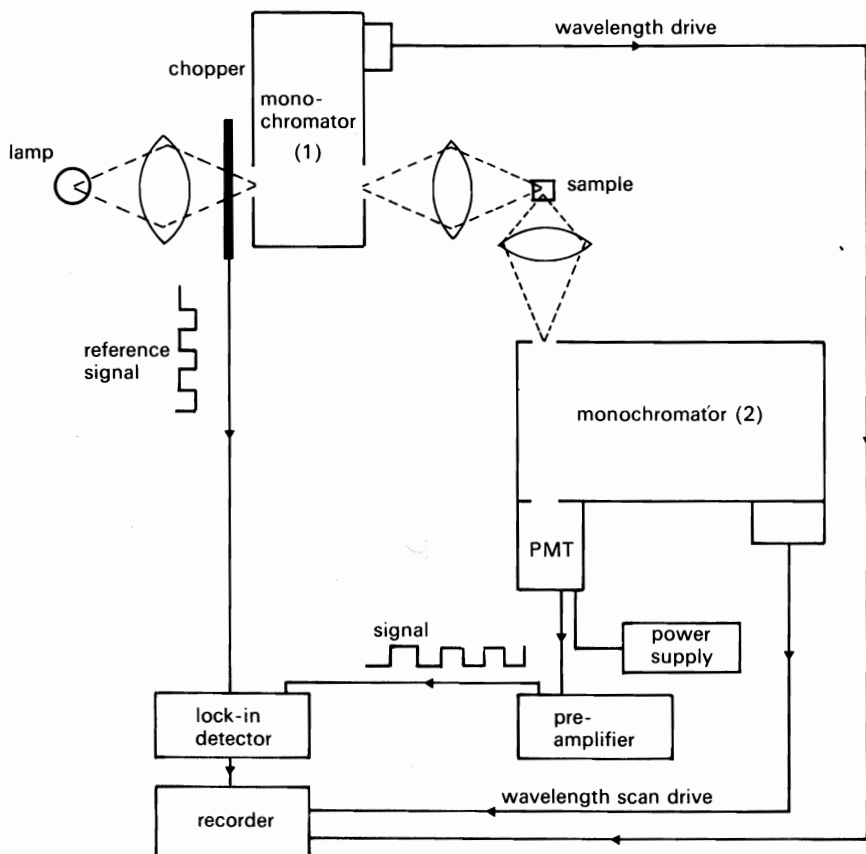 wavelength drive
chopper
mono-
chromator
(1)
lamp
sample
reference
signal
monochromator (2)
PMT
signal
power
supply
lock-in
detector
pre-
amplifier
wavelength scan drive
recorder